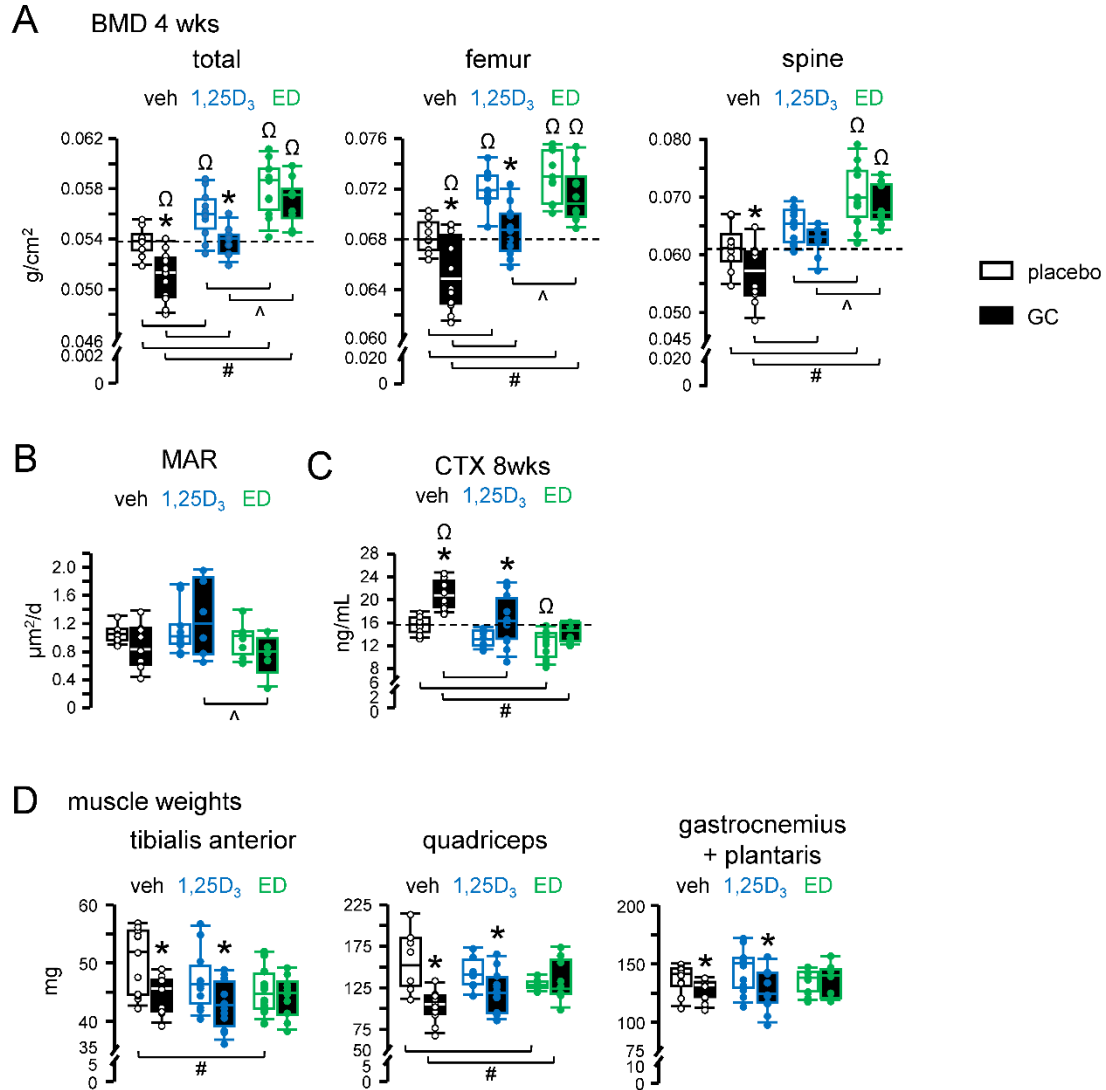 A BMD 4 wks
total femur spine
veh 1,25D₃ ED veh 1,25D₃ ED veh 1,25D₃ ED
g/cm²
0.062
0.058
0.054
0.050
0.046
0.002
0
Ω
*
Ω
Ω
*
Ω
Ω
^
#
0.076
0.072
0.068
0.064
0.060
0.020
0
Ω
*
Ω
*
Ω
Ω
^
#
0.080
0.070
0.060
0.050
0.045
0.020
0
*
Ω
Ω
^
#
placebo
GC
B MAR
veh 1,25D₃ ED
µm²/d
2.0
1.6
1.2
0.8
0.4
0
^
C CTX 8wks
veh 1,25D₃ ED
ng/mL
28
24
20
16
12
8
6
2
0
Ω
*
*
Ω
#
D muscle weights
tibialis anterior
veh 1,25D₃ ED
mg
60
50
40
35
5
0
*
*
#
quadriceps
veh 1,25D₃ ED
225
175
125
75
50
5
0
*
*
#
gastrocnemius
+ plantaris
veh 1,25D₃ ED
200
150
100
75
10
0
*
*